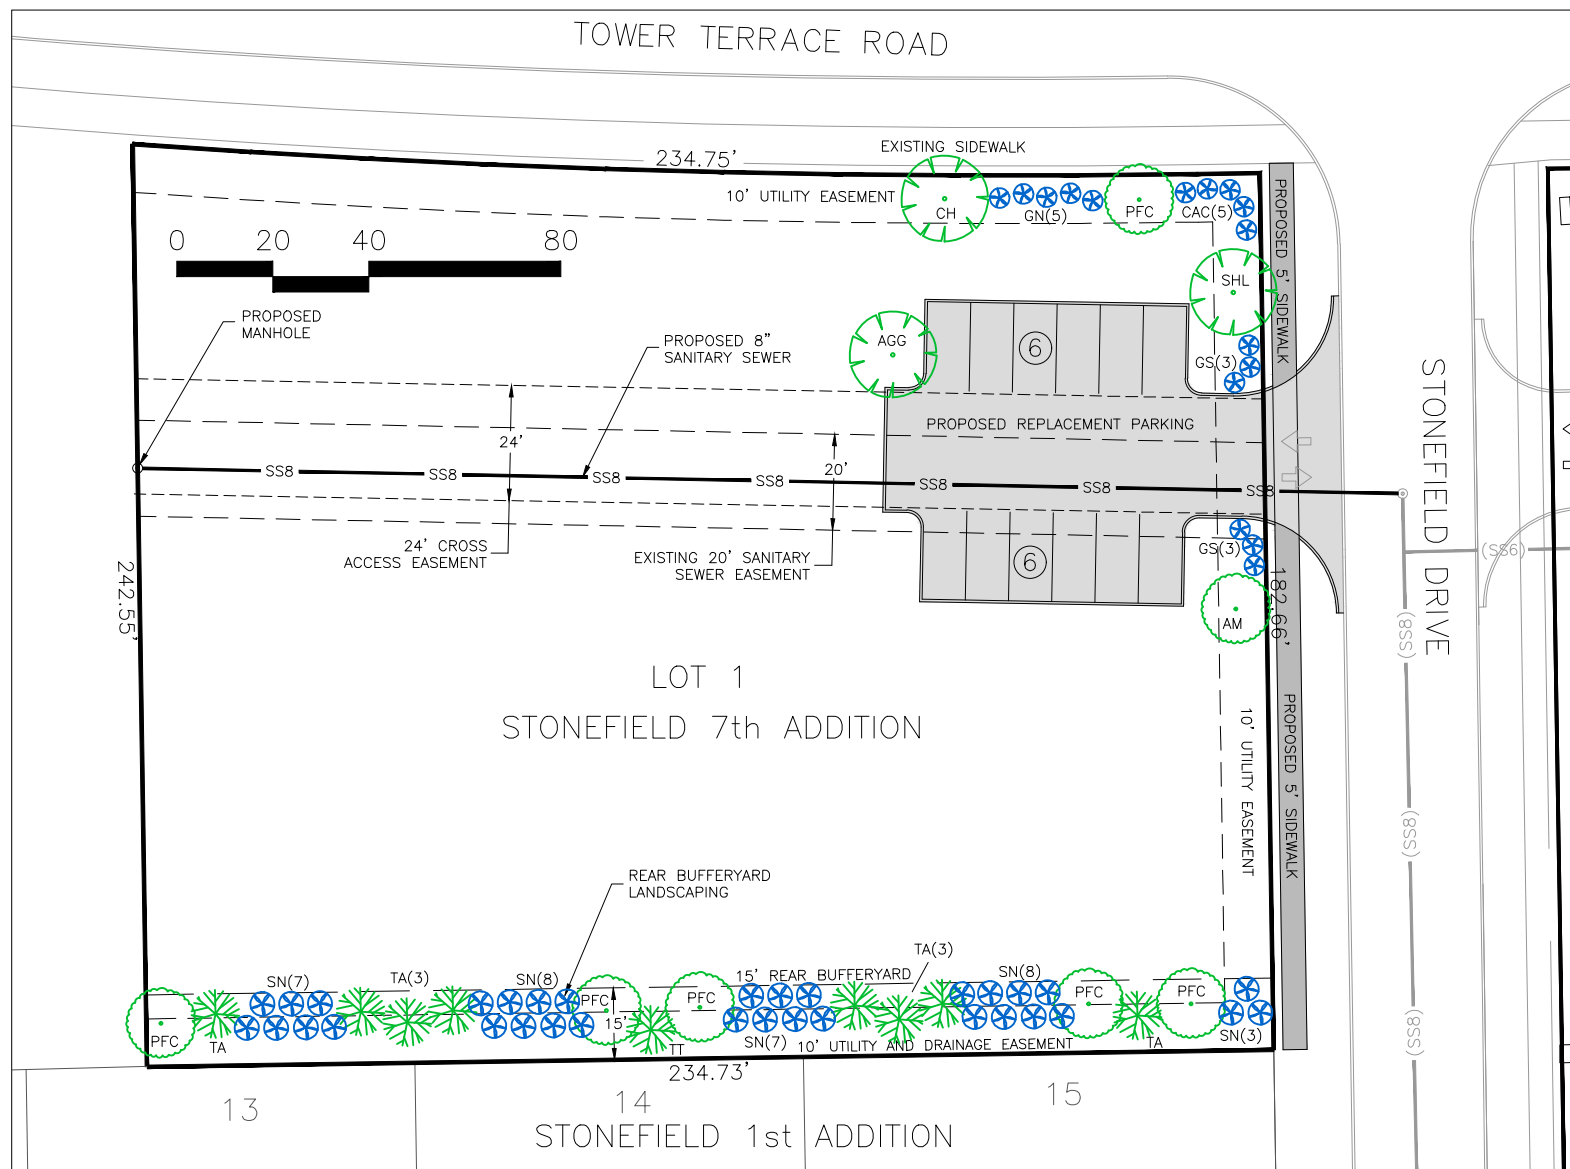 TOWER TERRACE ROAD
EXISTING SIDEWALK
234.75'
10' UTILITY EASEMENT
CH
GN(5)
PFC
CAC(5)
PROPOSED 5' SIDEWALK
0 20 40 80
SHL
PROPOSED
MANHOLE
PROPOSED 8"
SANITARY SEWER
AGG
6
GS(3)
STONEFIELD DRIVE
PROPOSED REPLACEMENT PARKING
24'
20'
SS8 SS8 SS8 SS8 SS8 SS8 SS8
24' CROSS
ACCESS EASEMENT
EXISTING 20' SANITARY
SEWER EASEMENT
6
GS(3)
(SS6)
242.55'
182.66'
AM
(SS8)
LOT 1
STONEFIELD 7th ADDITION
10' UTILITY EASEMENT
PROPOSED 5' SIDEWALK
(SS8)
REAR BUFFERYARD
LANDSCAPING
TA(3)
SN(7)
TA(3)
SN(8)
15' REAR BUFFERYARD
SN(8)
PFC
PFC
PFC
PFC
PFC
15'
TA
TT
SN(7)
10' UTILITY AND DRAINAGE EASEMENT
TA
SN(3)
(SS8)
234.73'
13
14
15
STONEFIELD 1st ADDITION